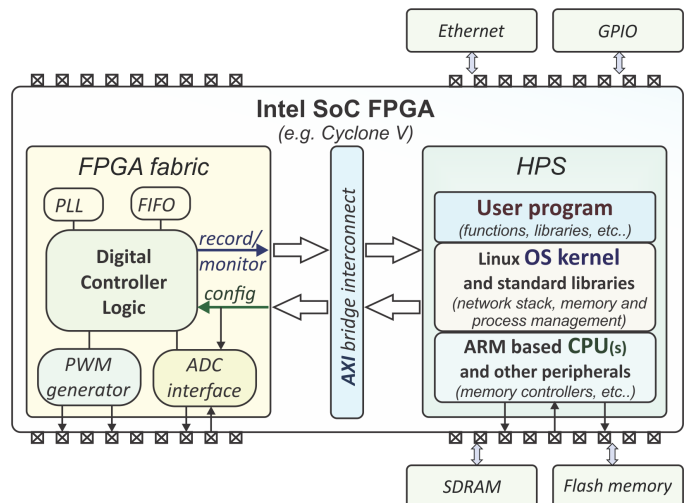 Ethernet
GPIO
Intel SoC FPGA
(e.g. Cyclone V)
FPGA fabric
PLL
FIFO
Digital
Controller
Logic
record/
monitor
config
PWM
generator
ADC
interface
AXI bridge interconnect
HPS
User program
(functions, libraries, etc..)
Linux OS kernel
and standard libraries
(network stack, memory and
process management)
ARM based CPU(s)
and other peripherals
(memory controllers, etc..)
SDRAM
Flash memory